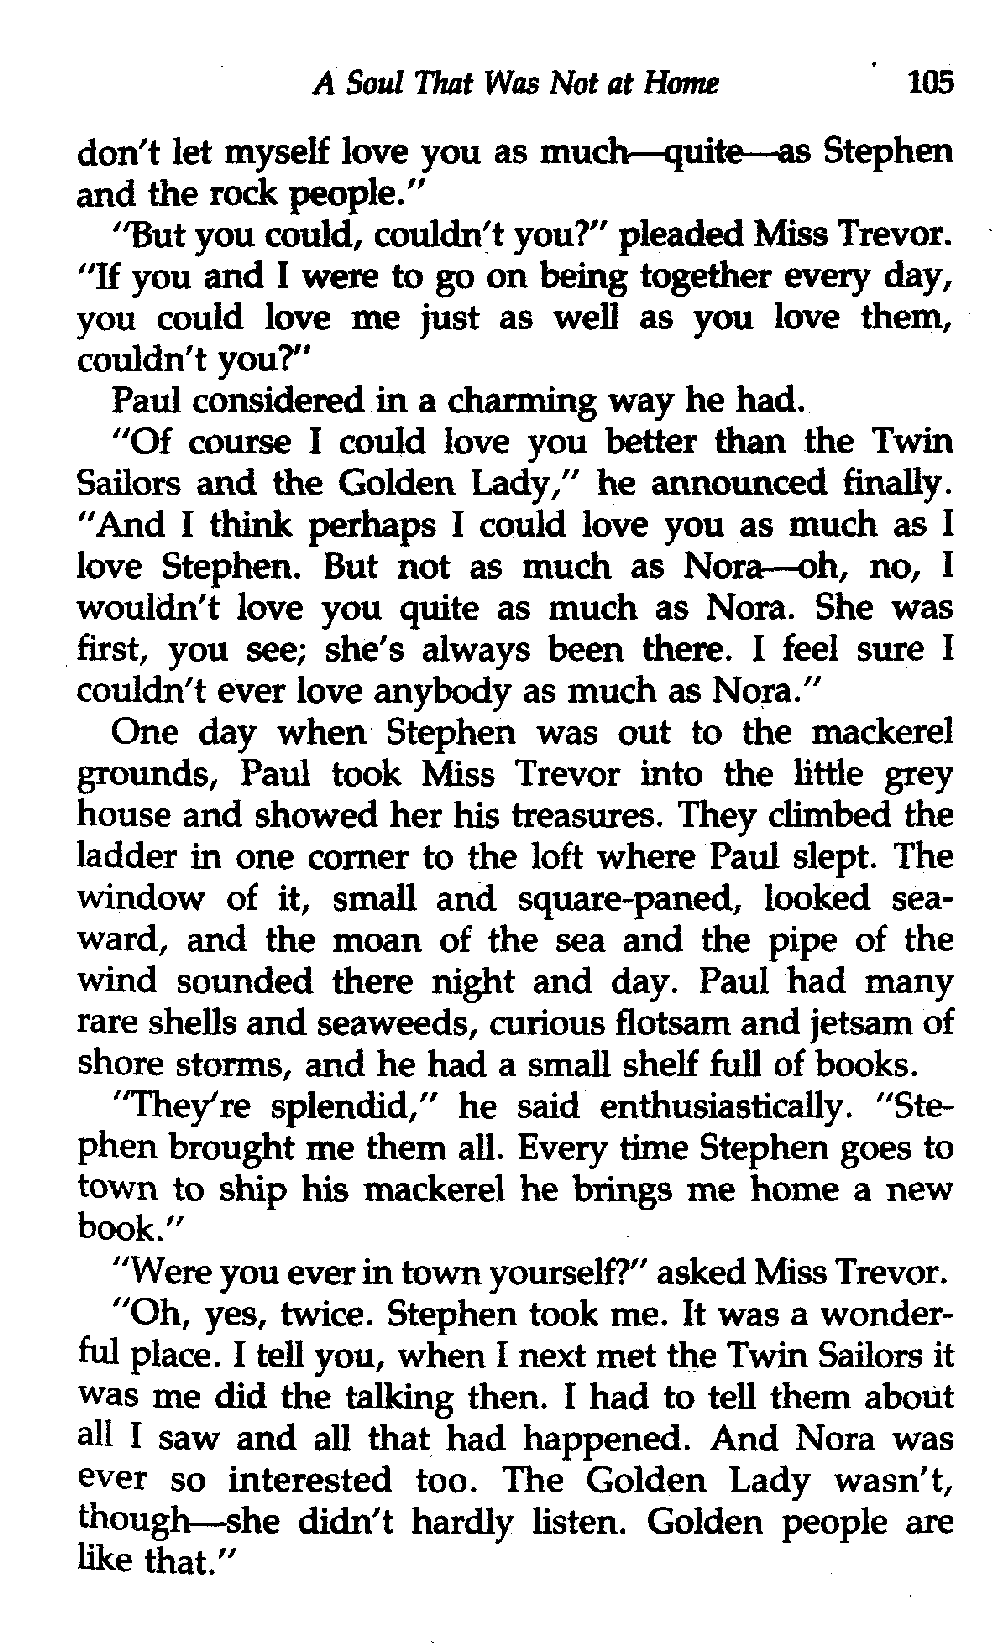 A Soul That Was Not at Home 105
don't let myself love you as much—quite—as Stephen
and the rock people."
"But you could, couldn't you?" pleaded Miss Trevor.
"If you and I were to go on being together every day,
you could love me just as well as you love them,
couldn't you?"
Paul considered in a charming way he had.
"Of course I could love you better than the Twin
Sailors and the Golden Lady," he announced finally.
"And I think perhaps I could love you as much as I
love Stephen. But not as much as Nora—oh, no, I
wouldn't love you quite as much as Nora. She was
first, you see; she's always been there. I feel sure I
couldn't ever love anybody as much as Nora."
One day when Stephen was out to the mackerel
grounds, Paul took Miss Trevor into the little grey
house and showed her his treasures. They climbed the
ladder in one corner to the loft where Paul slept. The
window of it, small and square-paned, looked sea-
ward, and the moan of the sea and the pipe of the
wind sounded there night and day. Paul had many
rare shells and seaweeds, curious flotsam and jetsam of
shore storms, and he had a small shelf full of books.
"They're splendid," he said enthusiastically. "Ste-
phen brought me them all. Every time Stephen goes to
town to ship his mackerel he brings me home a new
book."
"Were you ever in town yourself?" asked Miss Trevor.
"Oh, yes, twice. Stephen took me. It was a wonder-
ful place. I tell you, when I next met the Twin Sailors it
was me did the talking then. I had to tell them about
all I saw and all that had happened. And Nora was
ever so interested too. The Golden Lady wasn't,
though—she didn't hardly listen. Golden people are
like that."